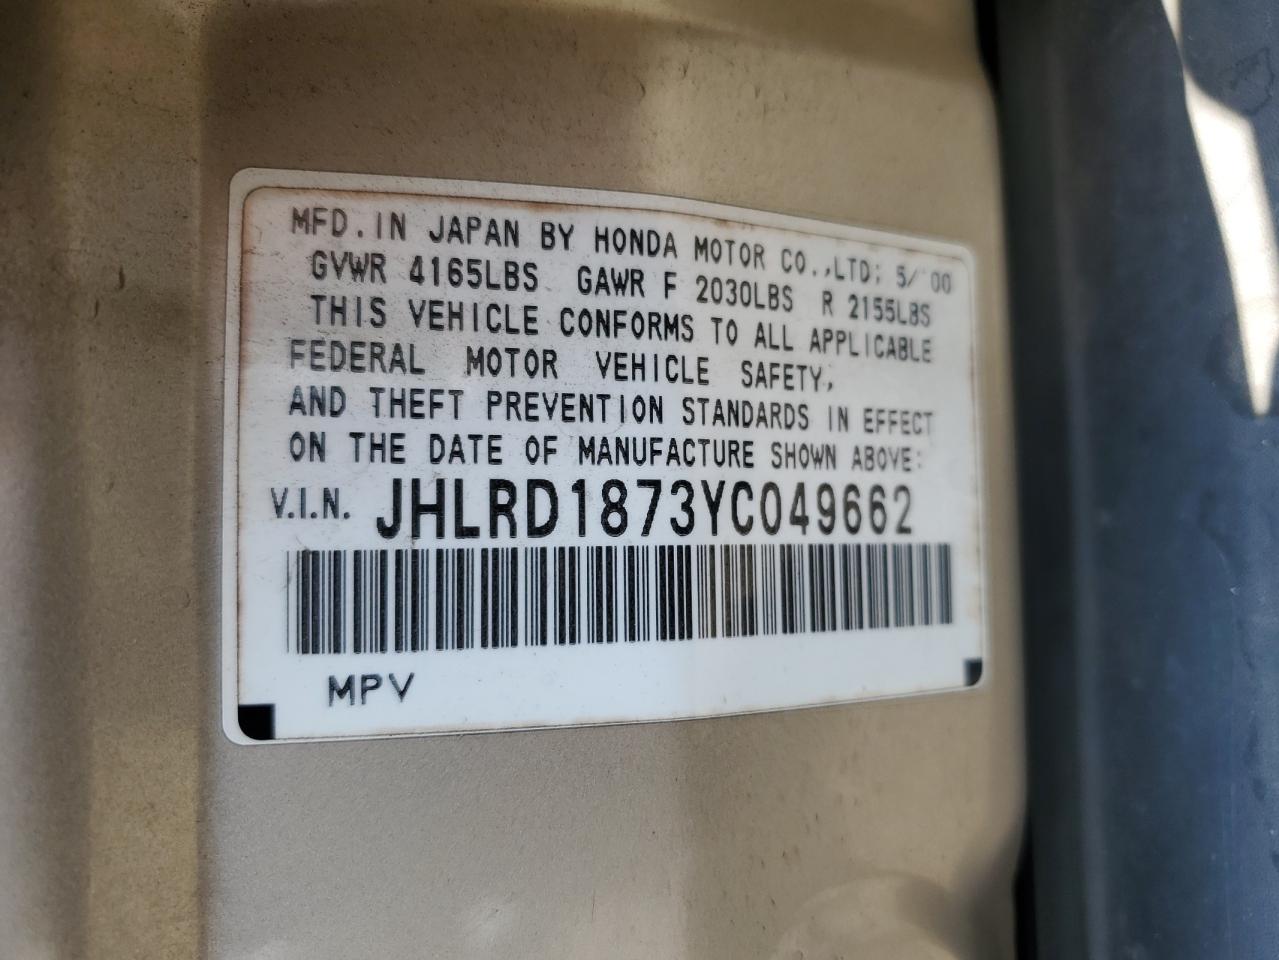 MFD.IN JAPAN BY HONDA MOTOR CO.,LTD; 5/'00
GVWR 4165LBS GAWR F 2030LBS R 2155LBS
THIS VEHICLE CONFORMS TO ALL APPLICABLE
FEDERAL MOTOR VEHICLE SAFETY,
AND THEFT PREVENTION STANDARDS IN EFFECT
ON THE DATE OF MANUFACTURE SHOWN ABOVE:
V.I.N. JHLRD1873YC049662
MPV